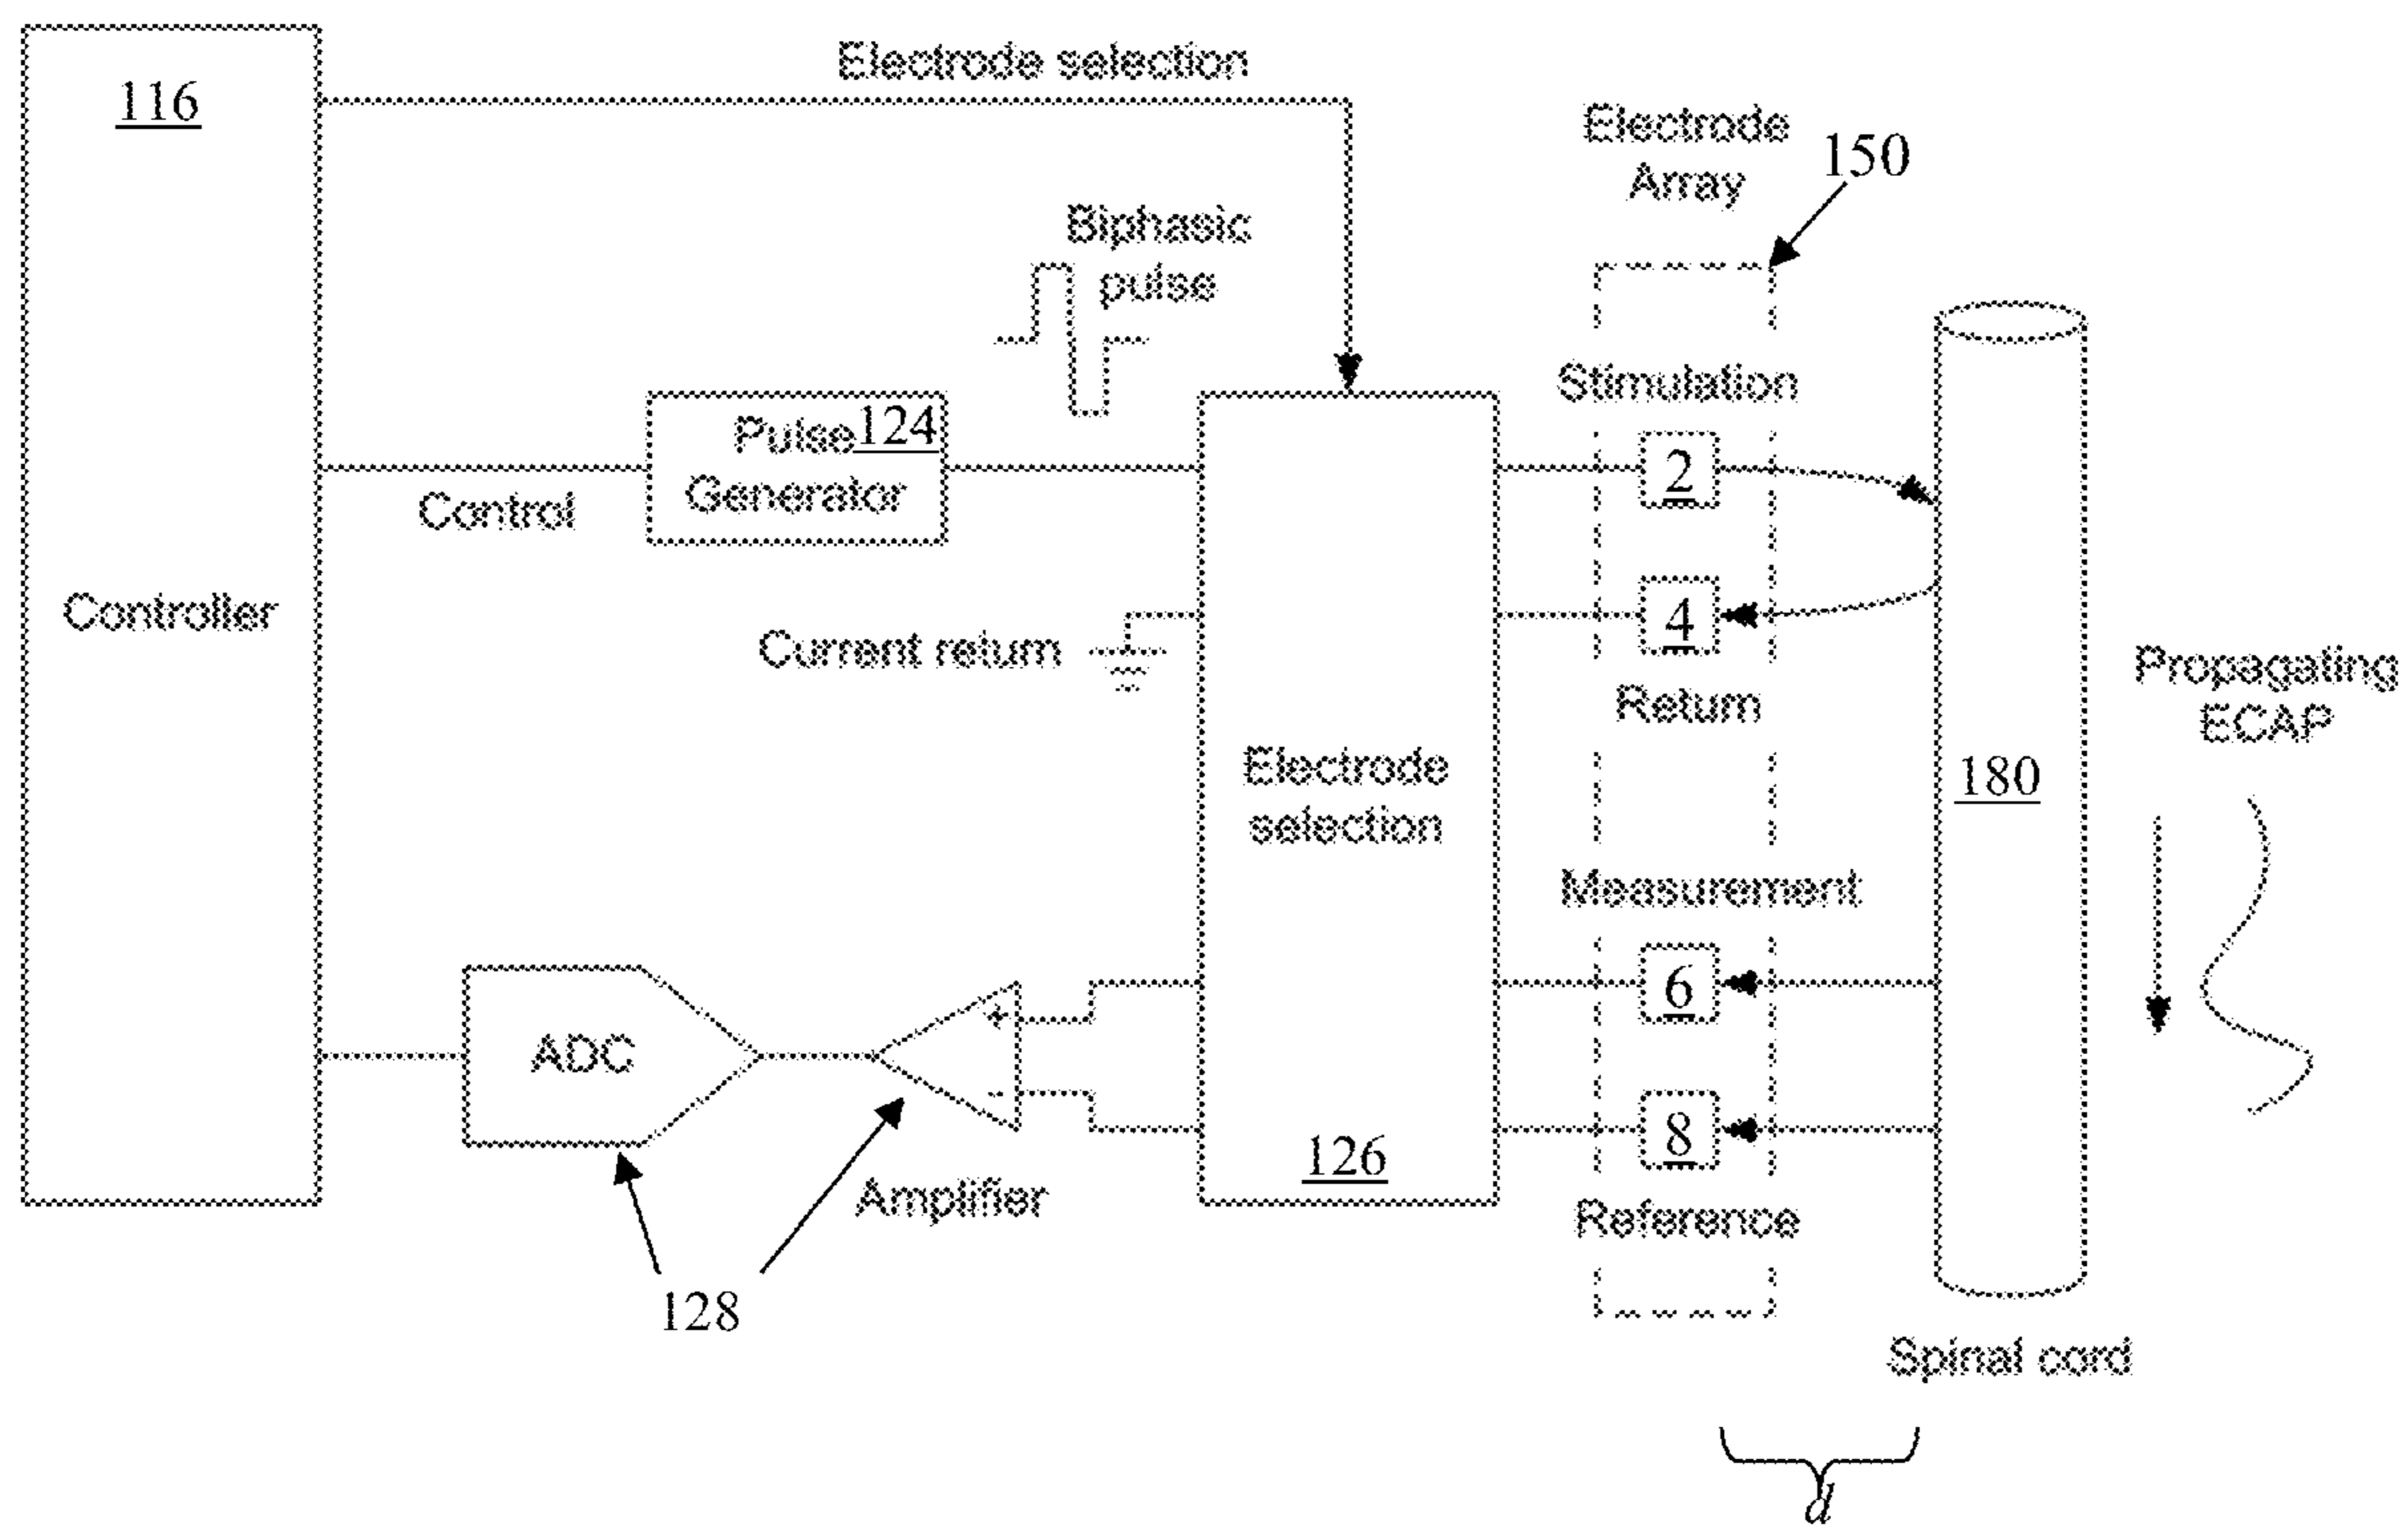 Electrode selection
116
Electrode
Array
150
Biphasic
pulse
Stimulation
Pulse 124
Generator
2
Control
Controller
4
Current return
Return
Propagating
ECAP
Electrode
selection
180
Measurement
6
ADC
+
-
8
126
Amplifier
Reference
128
Spinal cord
d